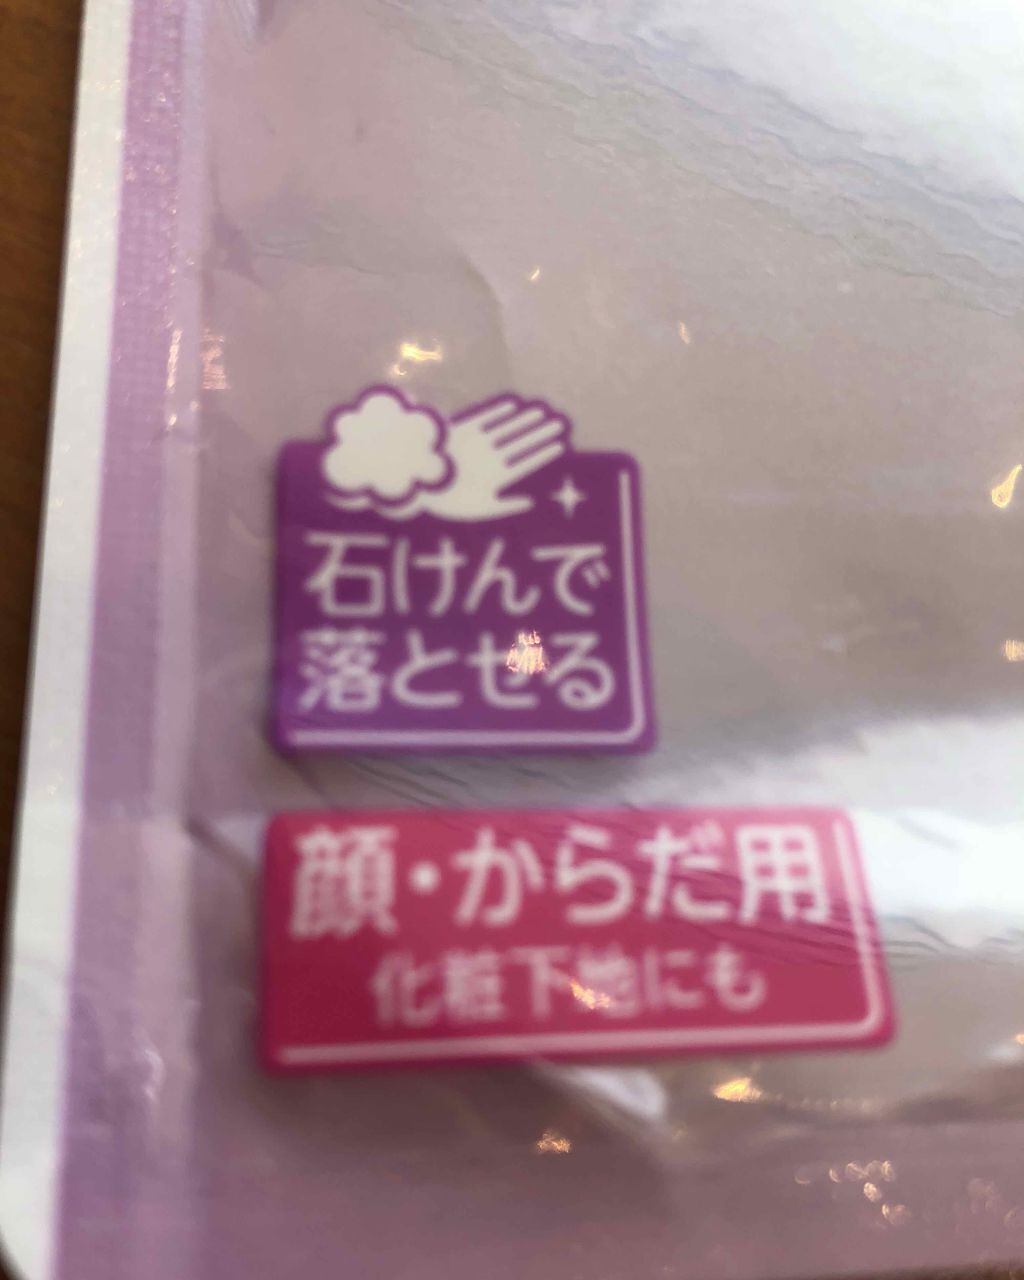 石けんで
落とせる
顔・からだ用
化粧下地にも